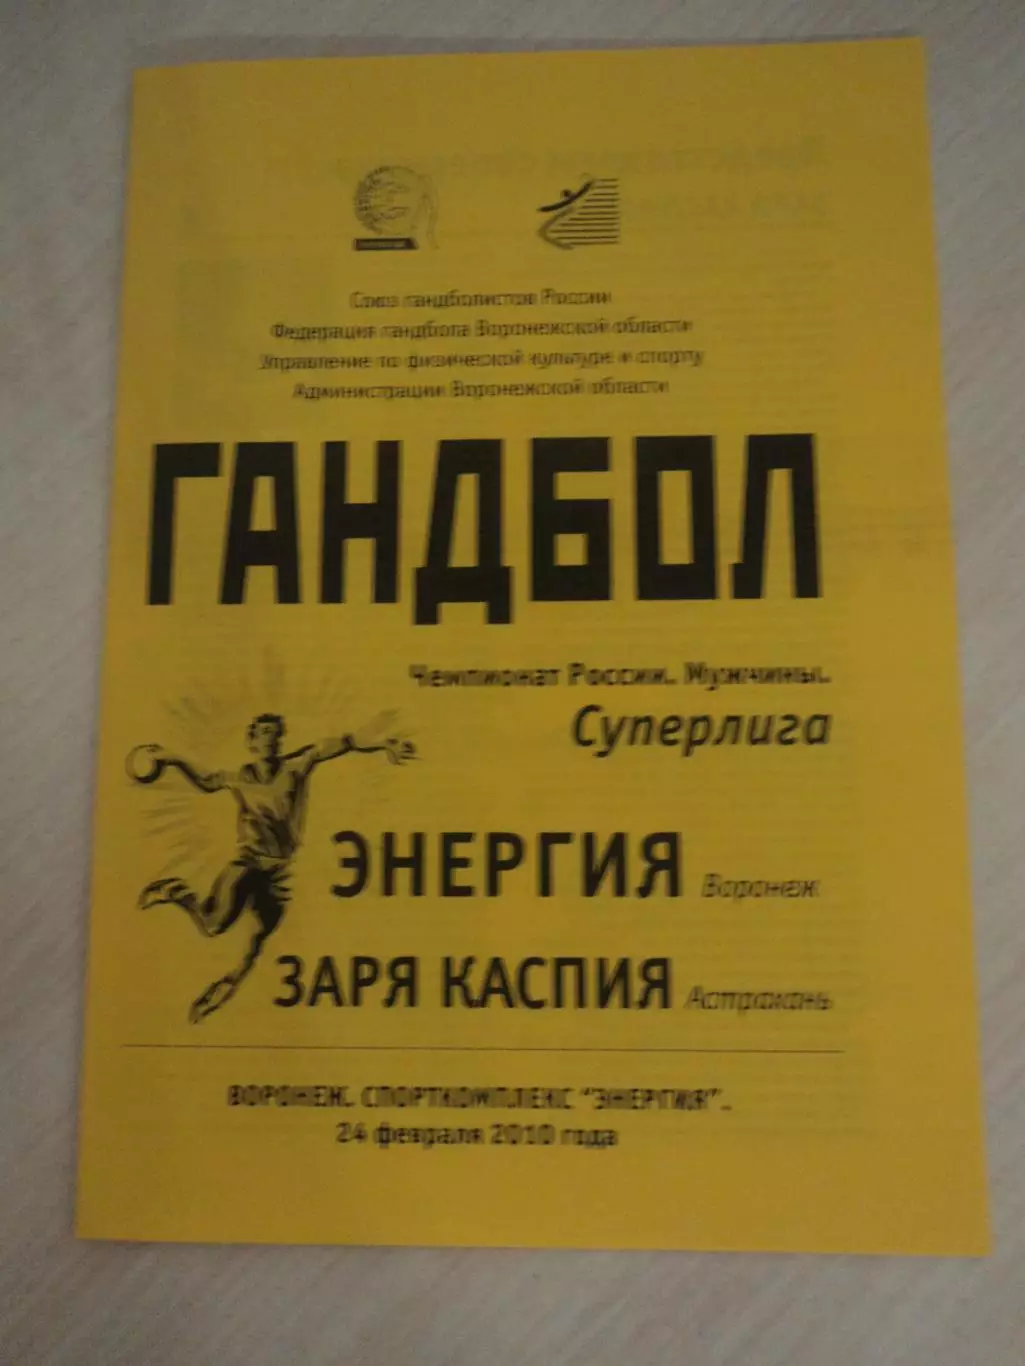 Союз гандболистов России
Федерация гандбола Воронежской области
Управление по физической культуре и спорту
Администрации Воронежской области
ГАНДБОЛ
Чемпионат России. Мужчины.
Суперлига
ЭНЕРГИЯ Воронеж
ЗАРЯ КАСПИЯ Астрахань
ВОРОНЕЖ. СПОРТКОМПЛЕКС "ЭНЕРГИЯ".
24 февраля 2010 года